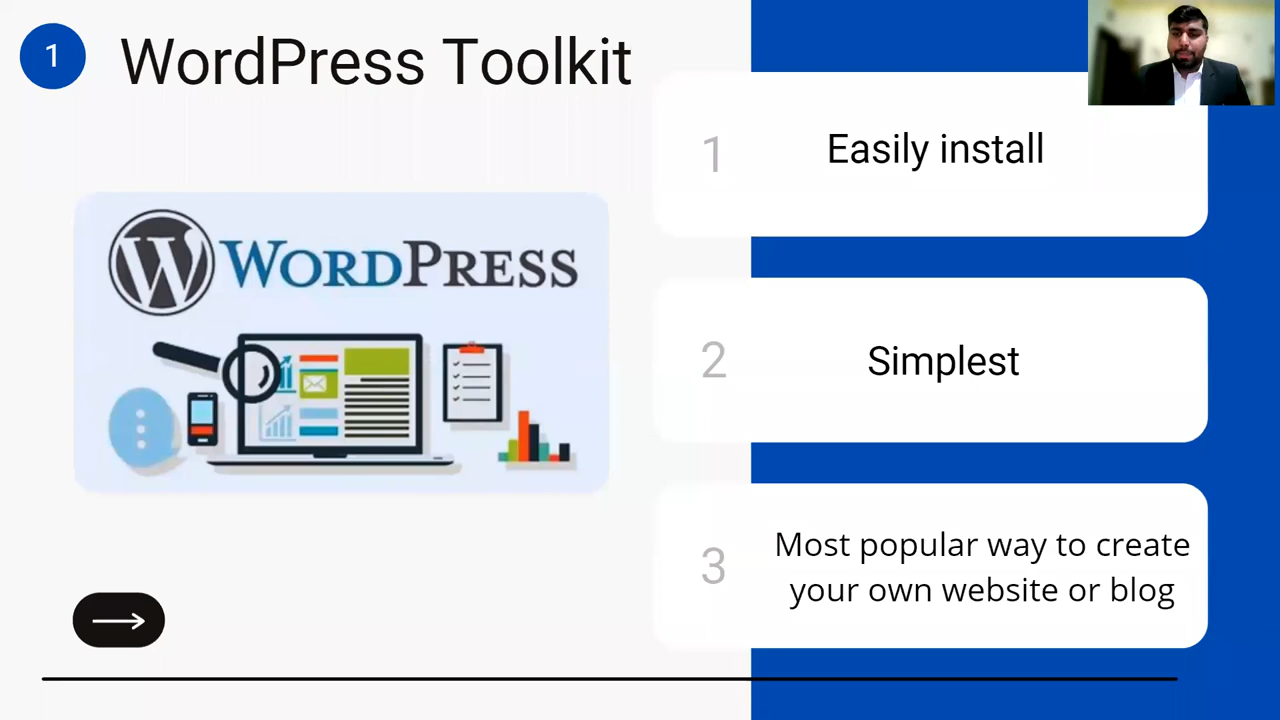 1
WordPress Toolkit
WORDPRESS
1
Easily install
2
Simplest
3
Most popular way to create
your own website or blog